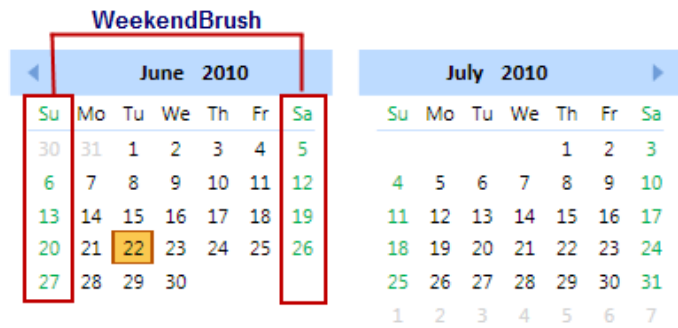 WeekendBrush
June 2010
Su Mo Tu We Th Fr Sa
30 31 1 2 3 4 5
6 7 8 9 10 11 12
13 14 15 16 17 18 19
20 21 22 23 24 25 26
27 28 29 30
July 2010
Su Mo Tu We Th Fr Sa
1 2 3
4 5 6 7 8 9 10
11 12 13 14 15 16 17
18 19 20 21 22 23 24
25 26 27 28 29 30 31
1 2 3 4 5 6 7